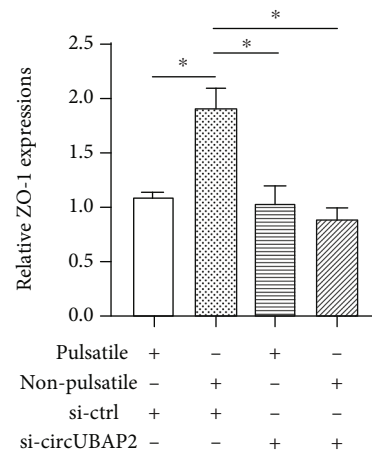 *
*
*
2.5
2.0
1.5
1.0
0.5
0.0
Relative ZO-1 expressions
Pulsatile + – + –
Non-pulsatile – + – +
si-ctrl + + – –
si-circUBAP2 – – + +